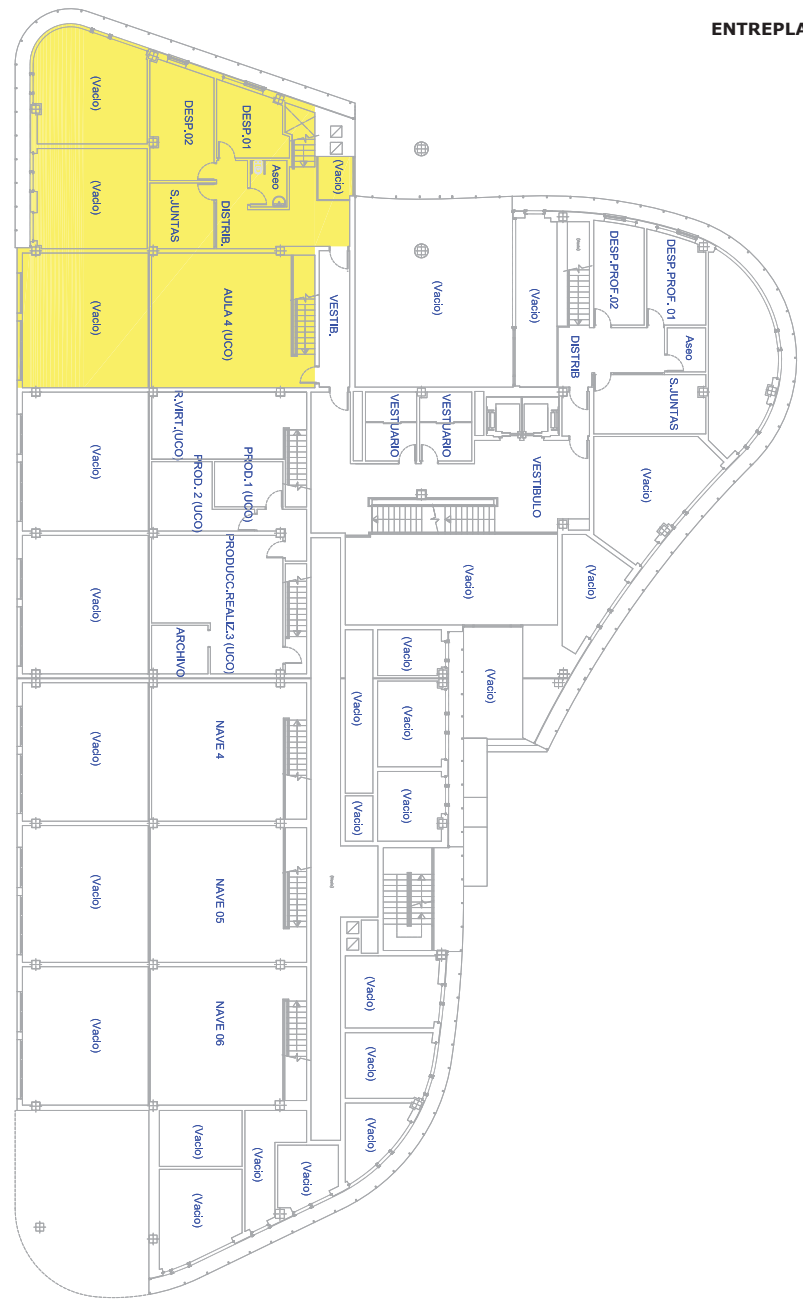 ENTREPLA
(Vacio)
DESP.02
DESP.01
(Vacio)
Aseo
(Vacio)
S.JUNTAS
DISTRIB.
(Vacio)
AULA 4 (UCO)
VESTIB.
(Vacio)
(Vacio)
DESP.PROF.02
DESP.PROF. 01
DISTRIB
Aseo
S.JUNTAS
(Vacio)
R.VIRT.(UCO)
PROD. 2 (UCO)
PROD.1 (UCO)
VESTUARIO
VESTUARIO
VESTIBULO
(Vacio)
(Vacio)
PRODUCC.REALIZ.3 (UCO)
ARCHIVO
(Vacio)
(Vacio)
(Vacio)
(Vacio)
(Vacio)
(Vacio)
NAVE 4
(Vacio)
(Vacio)
(Vacio)
(Vacio)
NAVE 05
(Vacio)
(Vacio)
NAVE 06
(Vacio)
(Vacio)
(Vacio)
(Vacio)
(Vacio)
(Vacio)